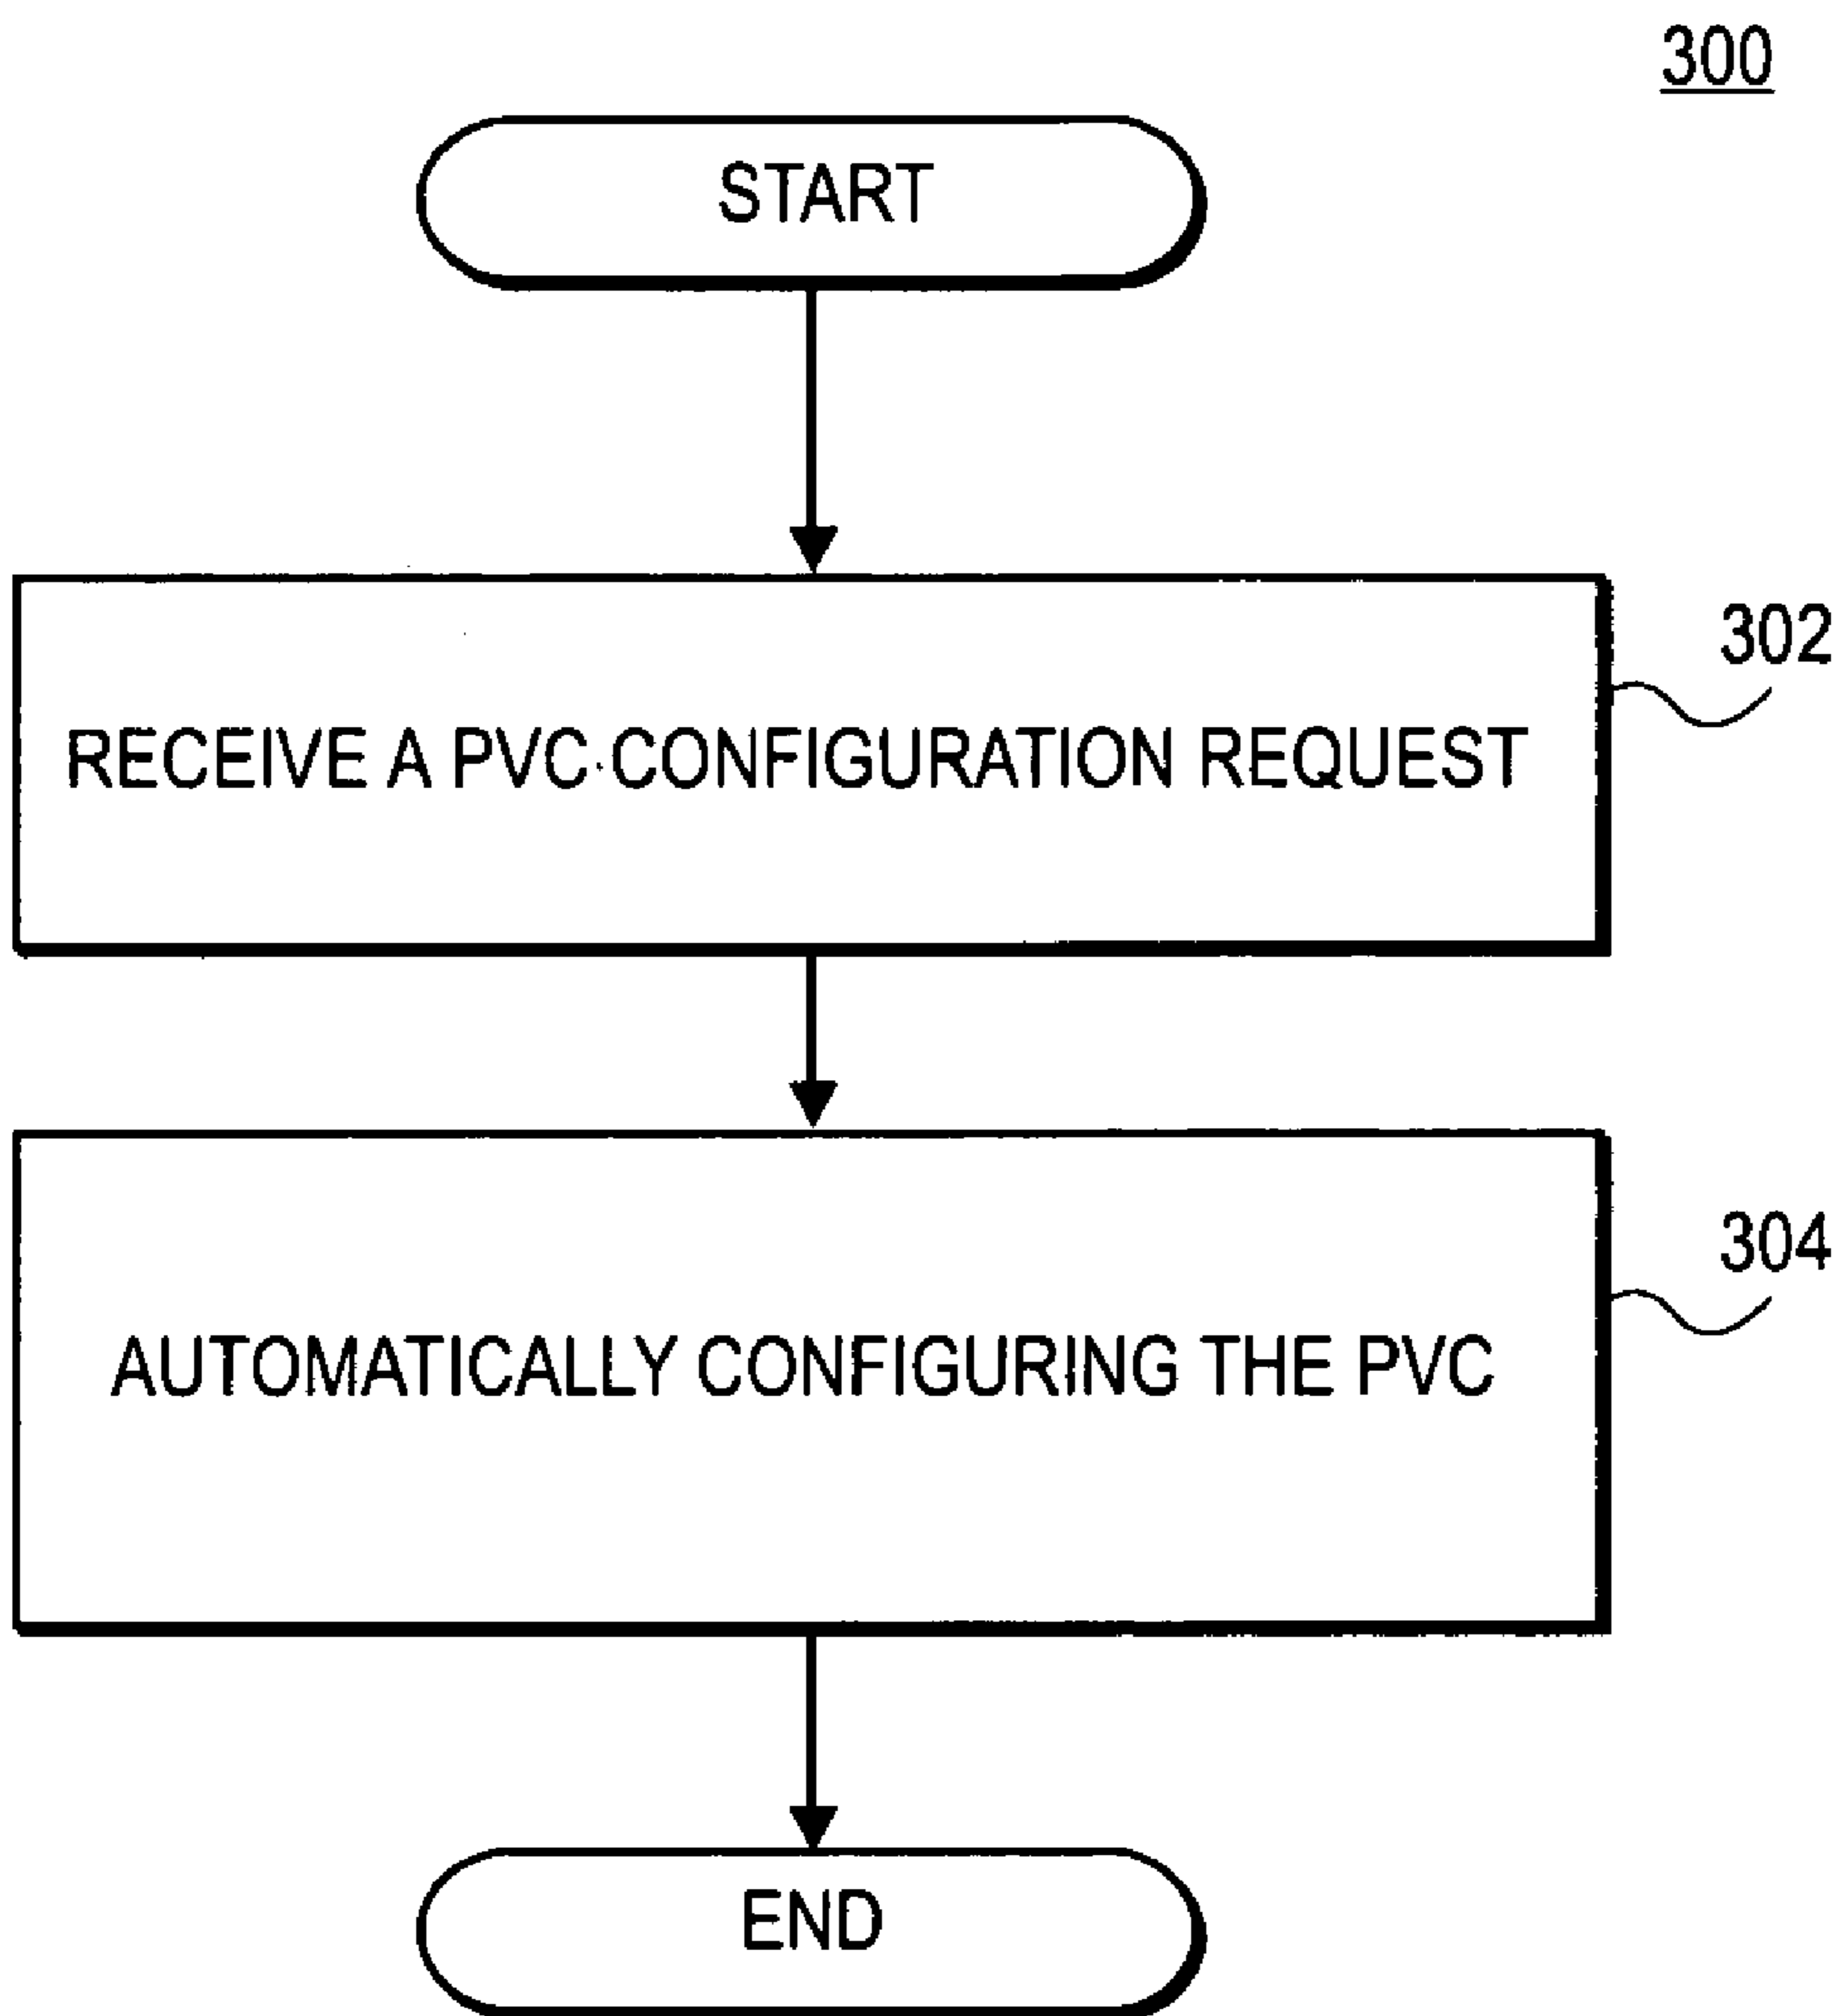 300
START
302
RECEIVE A PVC CONFIGURATION REQUEST
304
AUTOMATICALLY CONFIGURING THE PVC
END